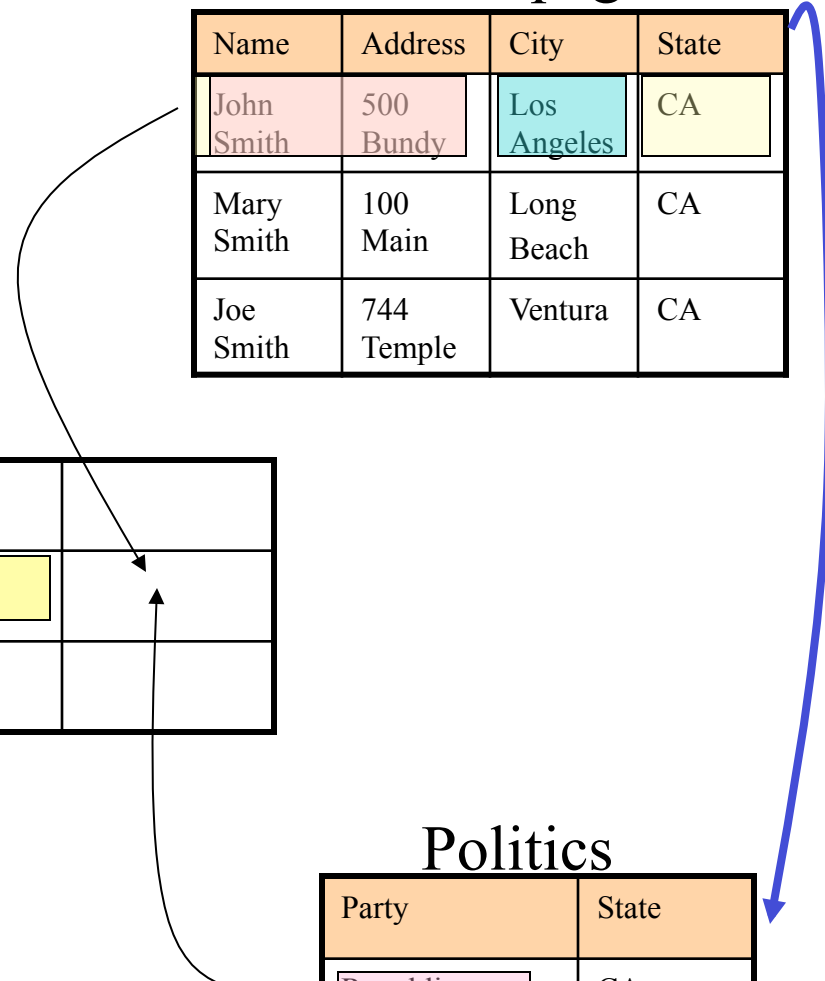 Name Address City State
John Smith 500 Bundy Los Angeles CA
Mary Smith 100 Main Long Beach CA
Joe Smith 744 Temple Ventura CA
Politics
Party State
CA